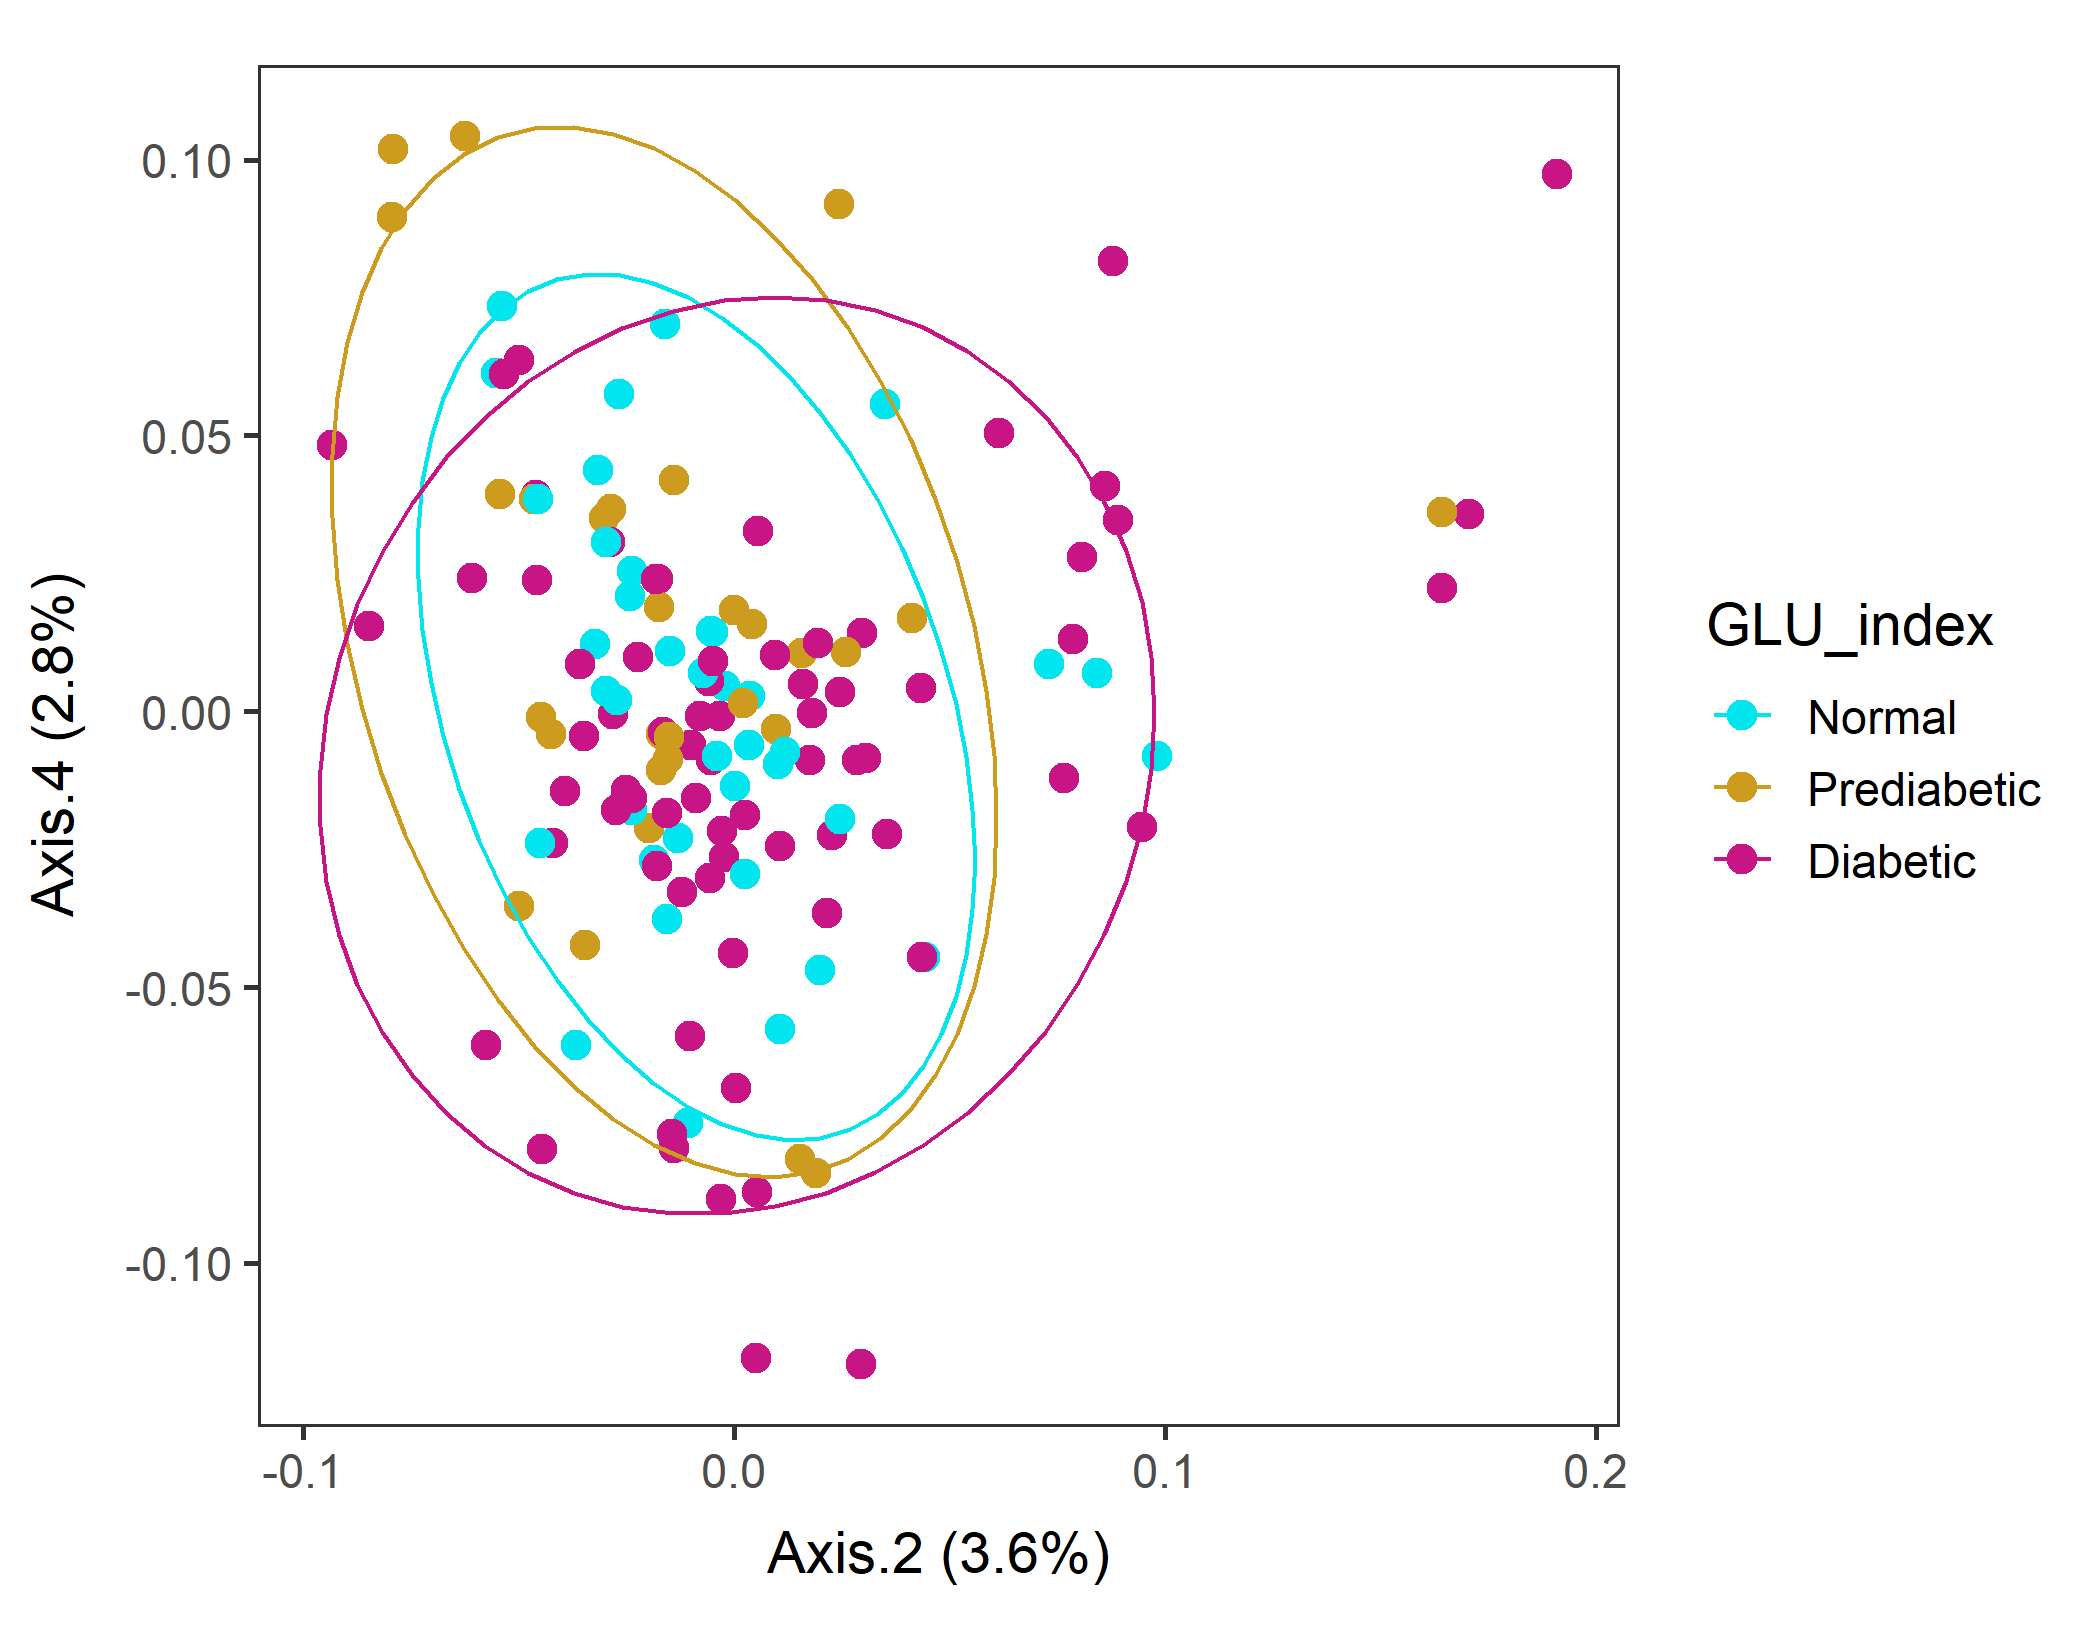 0.10
0.05
0.00
-0.05
-0.10
Axis.4 (2.8%)
-0.1
0.0
0.1
0.2
Axis.2 (3.6%)
GLU_index
Normal
Prediabetic
Diabetic